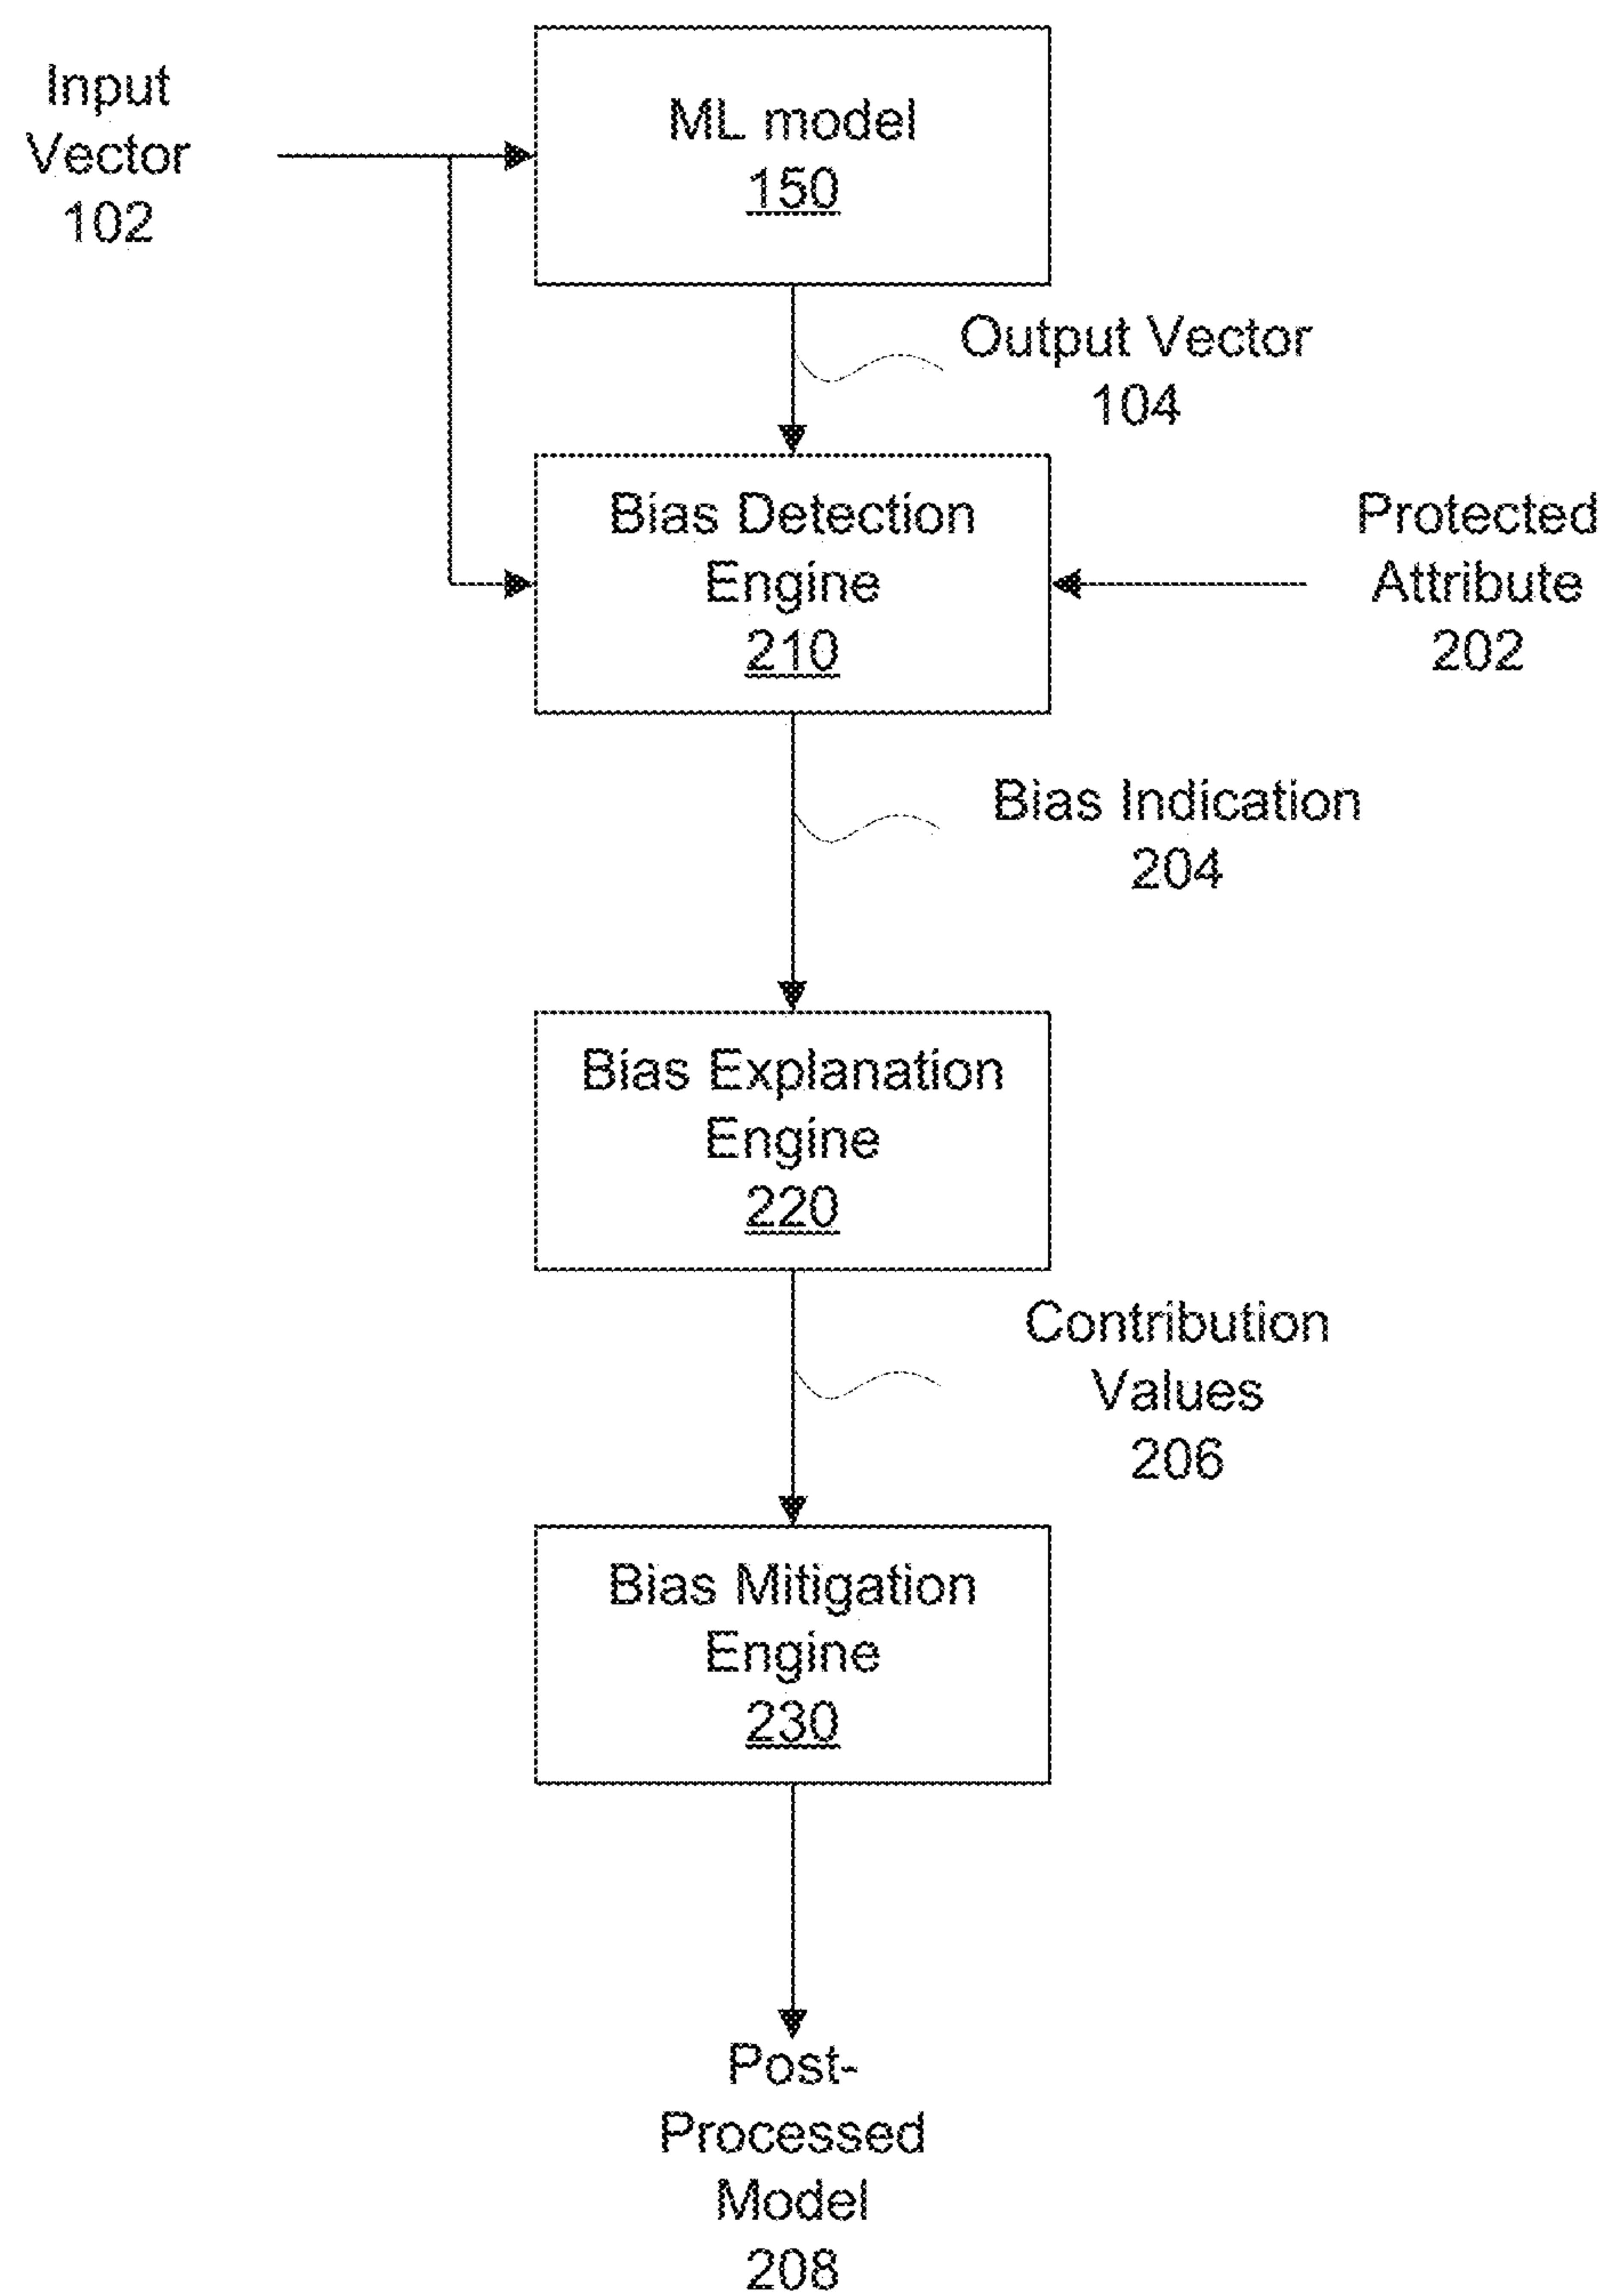 Input
Vector
102
ML model
150
Output Vector
104
Bias Detection
Engine
210
Protected
Attribute
202
Bias Indication
204
Bias Explanation
Engine
220
Contribution
Values
206
Bias Mitigation
Engine
230
Post-
Processed
Model
208